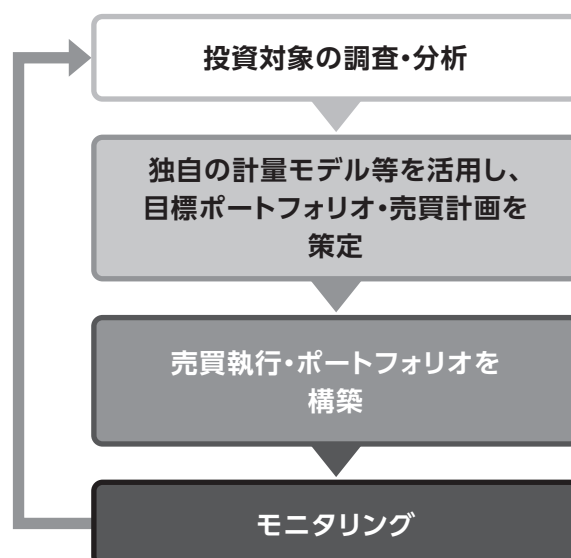 投資対象の調査・分析
独自の計量モデル等を活用し、
目標ポートフォリオ・売買計画を
策定
売買執行・ポートフォリオを
構築
モニタリング